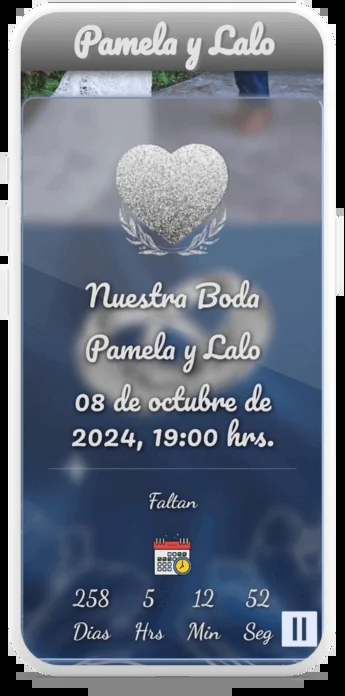 Pamela y Lalo
Nuestra Boda
Pamela y Lalo
08 de octubre de
2024, 19:00 hrs.
Faltan
258 5 12 52
Dias Hrs Min Seg